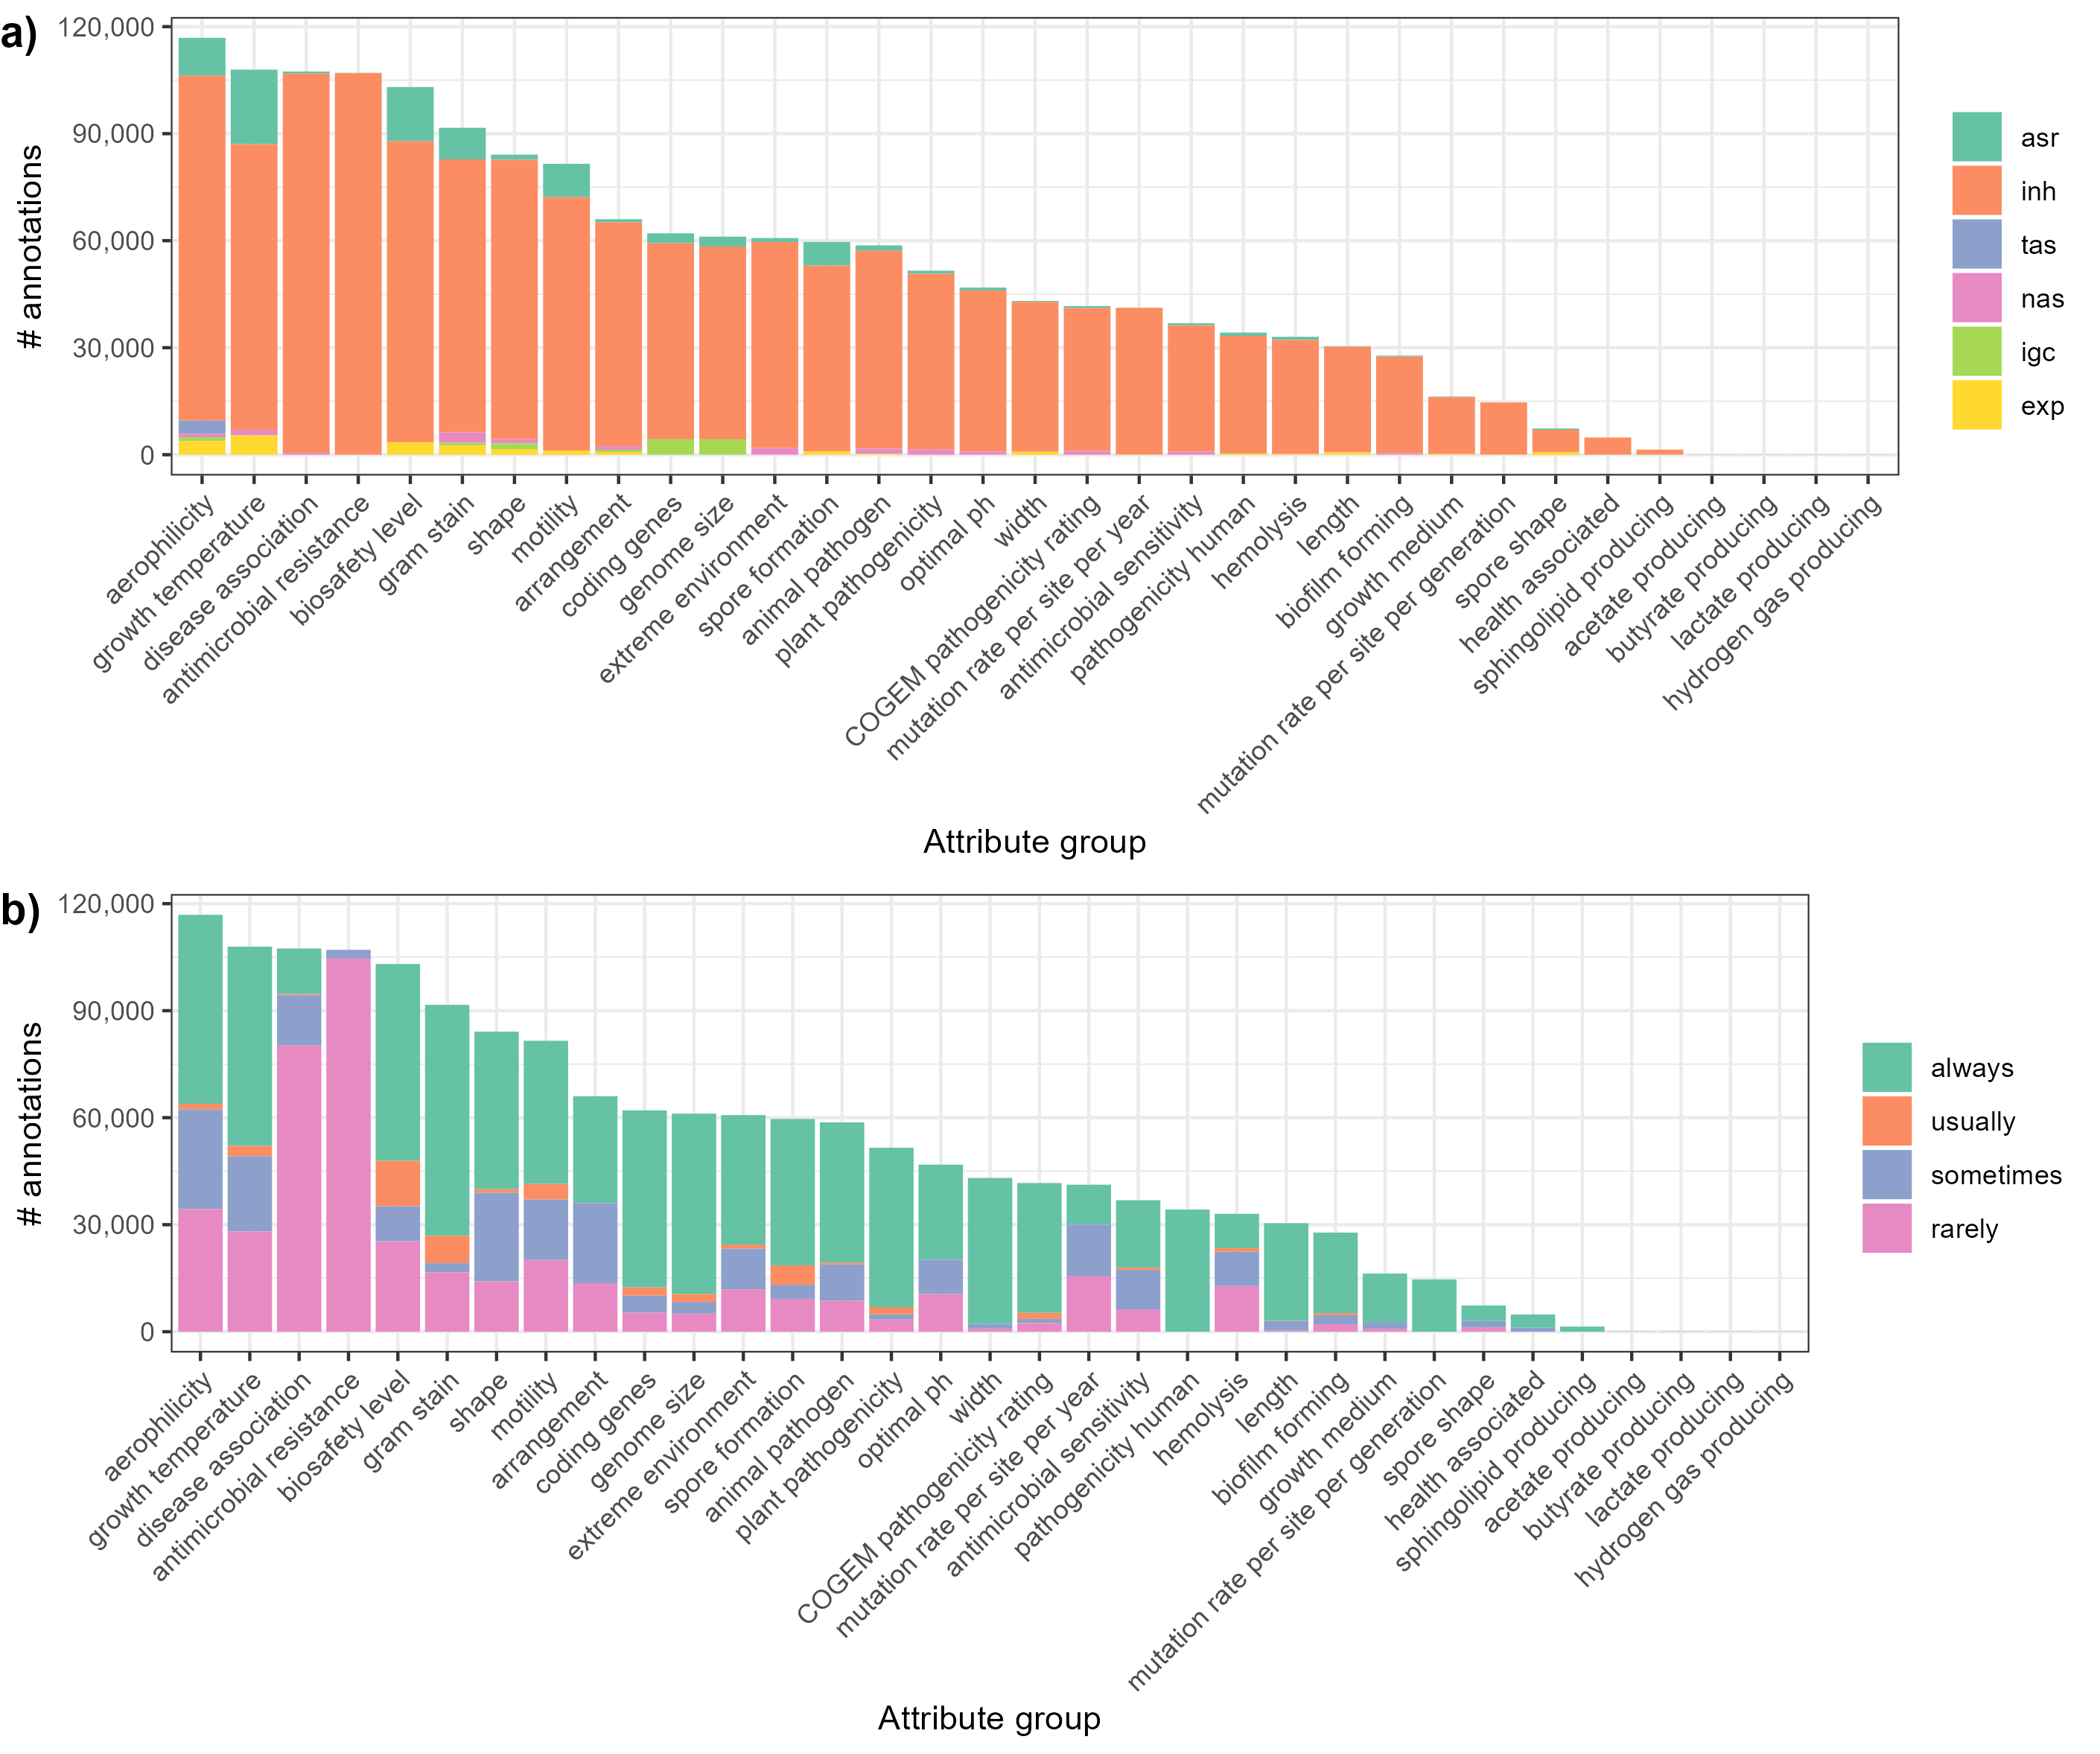 a)
# annotations
120,000
90,000
60,000
30,000
0
aerophilicity
growth temperature
disease association
antimicrobial resistance
biosafety level
gram stain
shape
motility
arrangement
coding genes
genome size
extreme environment
spore formation
animal pathogen
plant pathogenicity
optimal ph
width
COGEM pathogenicity rating
mutation rate per site per year
antimicrobial sensitivity
pathogenicity human
hemolysis
length
biofilm forming
growth medium
mutation rate per site per generation
spore shape
health associated
sphingolipid producing
acetate producing
butyrate producing
lactate producing
hydrogen gas producing
Attribute group
asr
inh
tas
nas
igc
exp
b)
# annotations
120,000
90,000
60,000
30,000
0
aerophilicity
growth temperature
disease association
antimicrobial resistance
biosafety level
gram stain
shape
motility
arrangement
coding genes
genome size
extreme environment
spore formation
animal pathogen
plant pathogenicity
optimal ph
width
COGEM pathogenicity rating
mutation rate per site per year
antimicrobial sensitivity
pathogenicity human
hemolysis
length
biofilm forming
growth medium
mutation rate per site per generation
spore shape
health associated
sphingolipid producing
acetate producing
butyrate producing
lactate producing
hydrogen gas producing
Attribute group
always
usually
sometimes
rarely